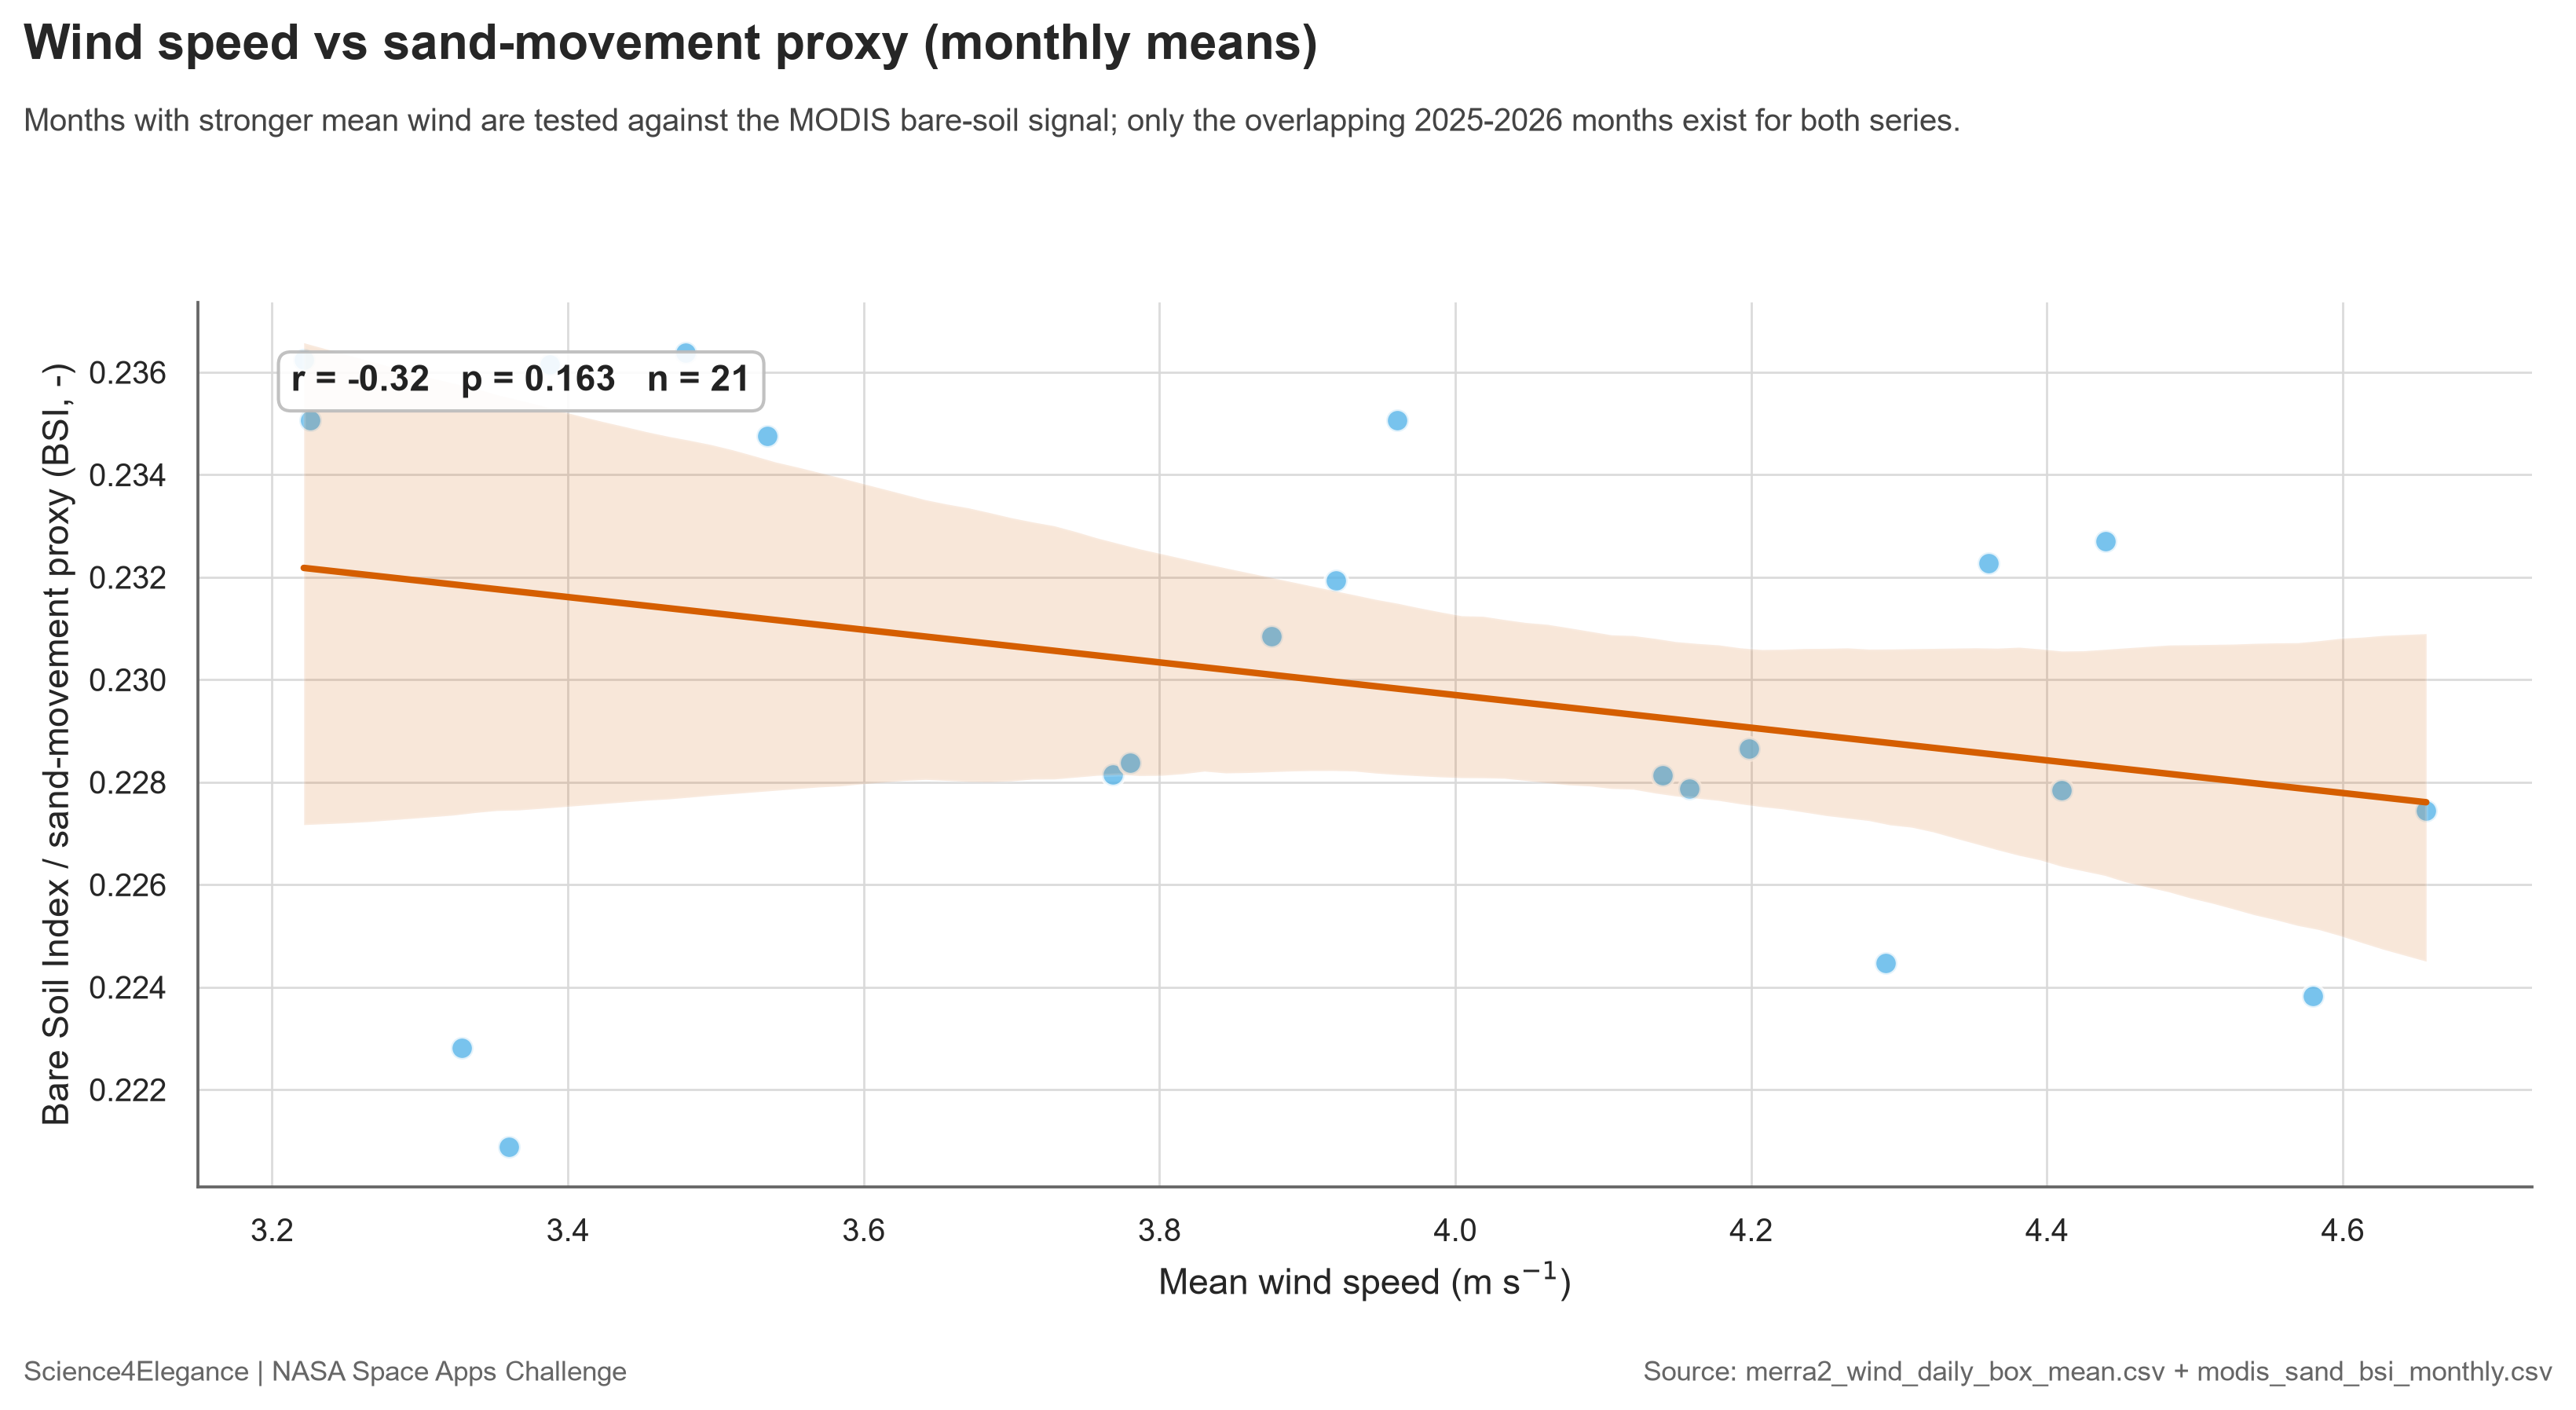 Wind speed vs sand-movement proxy (monthly means)
Months with stronger mean wind are tested against the MODIS bare-soil signal; only the overlapping 2025-2026 months exist for both series.
r = -0.32 p = 0.163 n = 21
Bare Soil Index / sand-movement proxy (BSI, -)
0.236
0.234
0.232
0.230
0.228
0.226
0.224
0.222
3.2 3.4 3.6 3.8 4.0 4.2 4.4 4.6
Mean wind speed (m s⁻¹)
Science4Elegance | NASA Space Apps Challenge
Source: merra2_wind_daily_box_mean.csv + modis_sand_bsi_monthly.csv